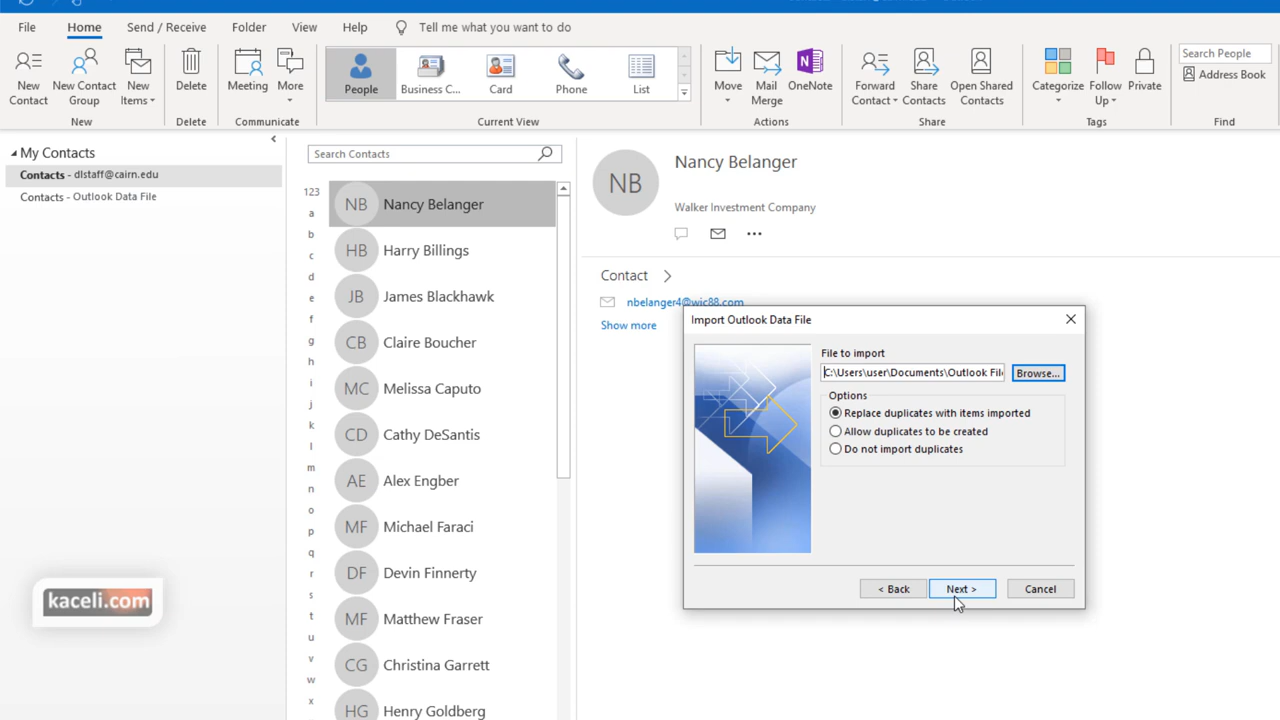 File Home Send / Receive Folder View Help Tell me what you want to do
New Contact
New Contact Group
New Items
New
Delete
Delete
Meeting
More
Communicate
People
Business C...
Card
Phone
List
Current View
Move
Mail Merge
OneNote
Actions
Forward Contact
Share Contacts
Open Shared Contacts
Share
Categorize
Follow Up
Private
Tags
Search People
Address Book
Find
My Contacts
Contacts - dlstaff@cairn.edu
Contacts - Outlook Data File
Search Contacts
123
a
b
c
d
e
f
g
h
i
j
k
l
m
n
o
p
q
r
s
t
u
v
w
x
NB Nancy Belanger
HB Harry Billings
JB James Blackhawk
CB Claire Boucher
MC Melissa Caputo
CD Cathy DeSantis
AE Alex Engber
MF Michael Faraci
DF Devin Finnerty
MF Matthew Fraser
CG Christina Garrett
HG Henry Goldberg
NB
Nancy Belanger
Walker Investment Company
Contact
nbelanger4@wic88.com
Show more
Import Outlook Data File
File to import
C:\Users\user\Documents\Outlook File
Browse...
Options
Replace duplicates with items imported
Allow duplicates to be created
Do not import duplicates
< Back Next > Cancel
kaceli.com